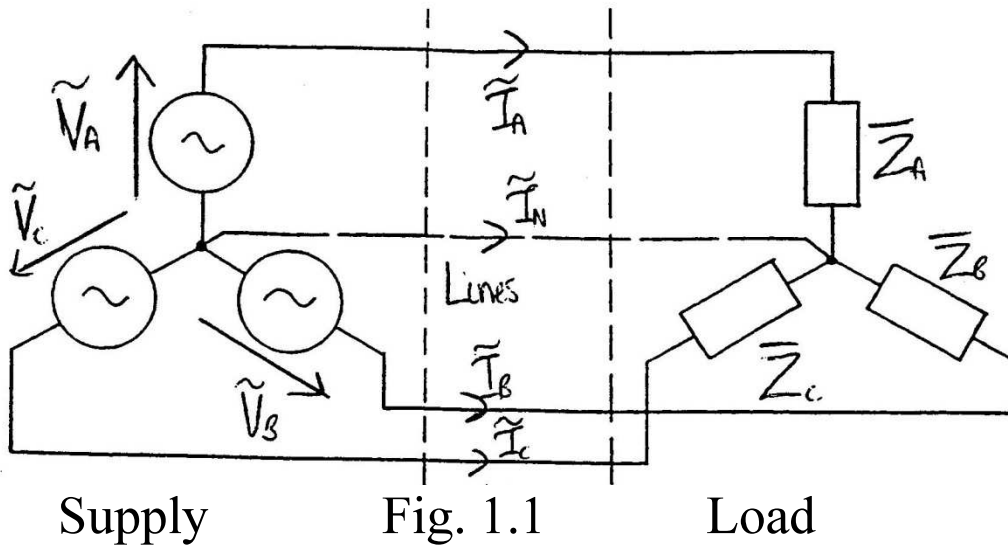 Ṽ_A
Ĩ_A
Z̄_A
Ṽ_C
Ĩ_N
Z̄_B
Lines
Z̄_C
Ṽ_B
Ĩ_B
Ĩ_C
Supply Fig. 1.1 Load